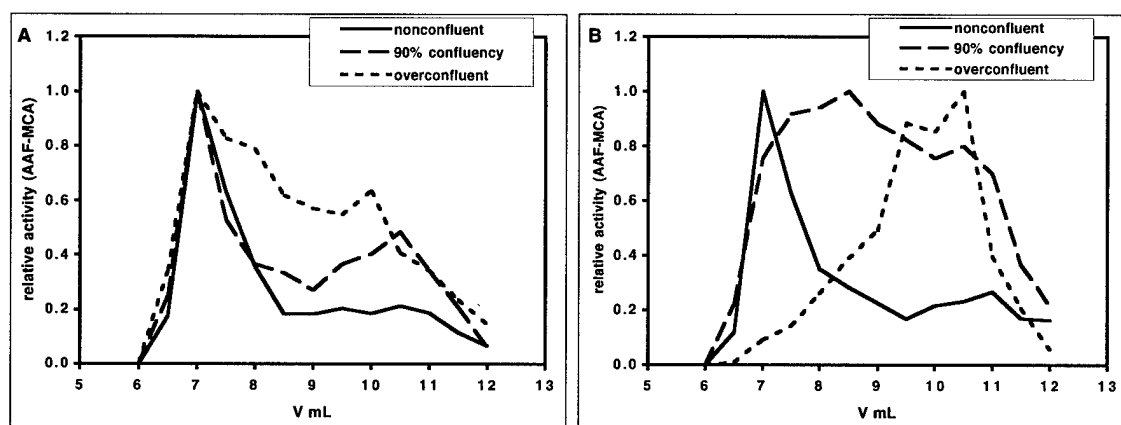 A
nonconfluent
90% confluency
overconfluent
relative activity (AAF-MCA)
1.2
1.0
0.8
0.6
0.4
0.2
0.0
5 6 7 8 9 10 11 12 13
V mL
B
nonconfluent
90% confluency
overconfluent
relative activity (AAF-MCA)
1.2
1.0
0.8
0.6
0.4
0.2
0.0
5 6 7 8 9 10 11 12 13
V mL